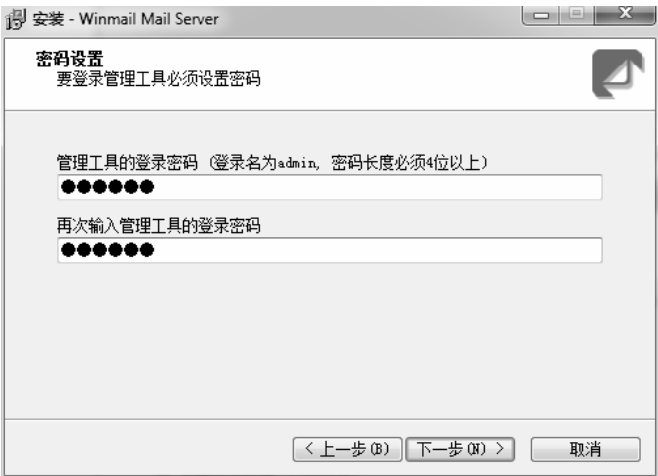 安装 - Winmail Mail Server
密码设置
要登录管理工具必须设置密码
管理工具的登录密码 (登录名为admin, 密码长度必须4位以上)
●●●●●●
再次输入管理工具的登录密码
●●●●●●
< 上一步(B) 下一步(N) > 取消